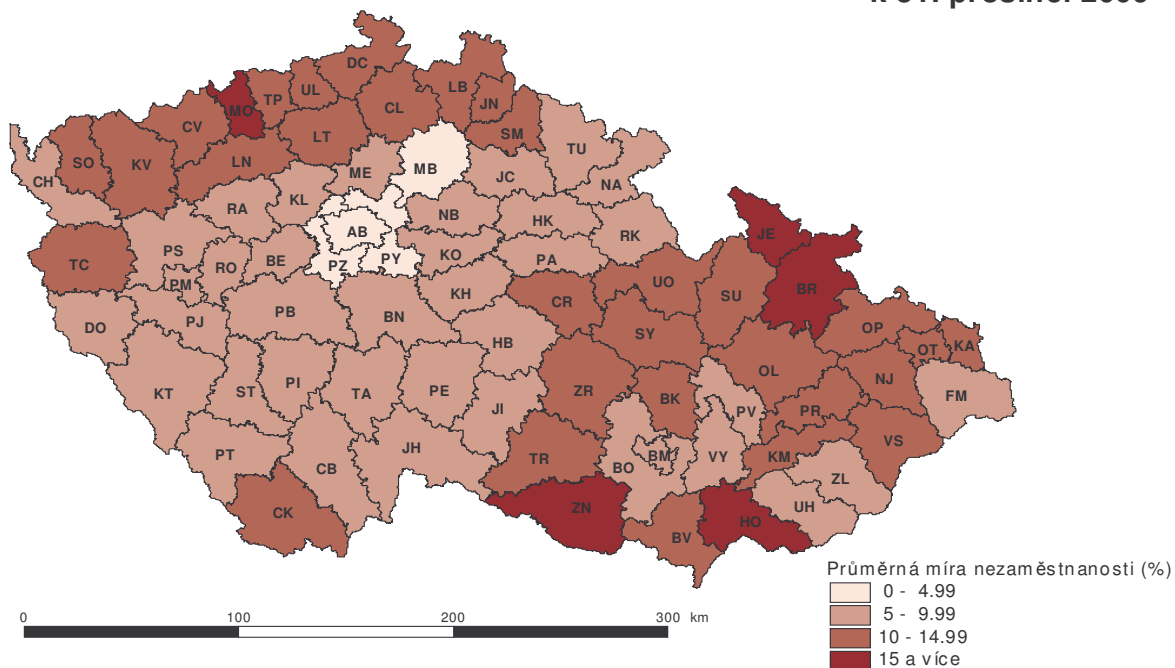 DC
LB
UL
TP
JN
CL
MO
CV
LT
SM
TU
SO
KV
LN
MB
ME
CH
JC
NA
KL
RA
NB
HK
AB
RK
JE
PS
RO
BE
KO
PZ
PY
PA
TC
PM
BR
KH
CR
UO
SU
PB
BN
PJ
DO
SY
OP
HB
OT
KA
OL
NJ
KT
ST
PI
TA
PE
ZR
BK
FM
JI
PV
PR
VS
PT
CB
JH
TR
BO
BM
VY
KM
ZL
CK
ZN
HO
UH
BV
Průměrná míra nezaměstnanosti (%)
0 - 4.99
5 - 9.99
10 - 14.99
15 a více
0 100 200 300 km